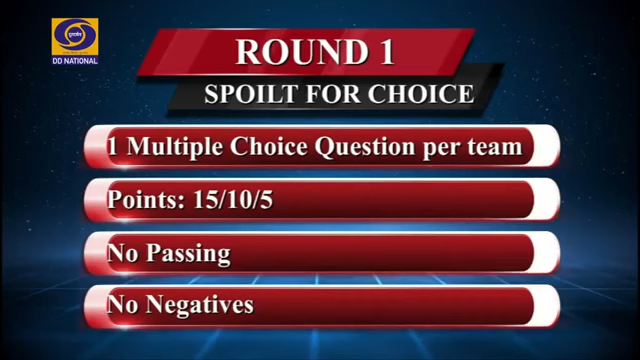 ROUND 1
SPOILT FOR CHOICE
DD NATIONAL
1 Multiple Choice Question per team
Points: 15/10/5
No Passing
No Negatives